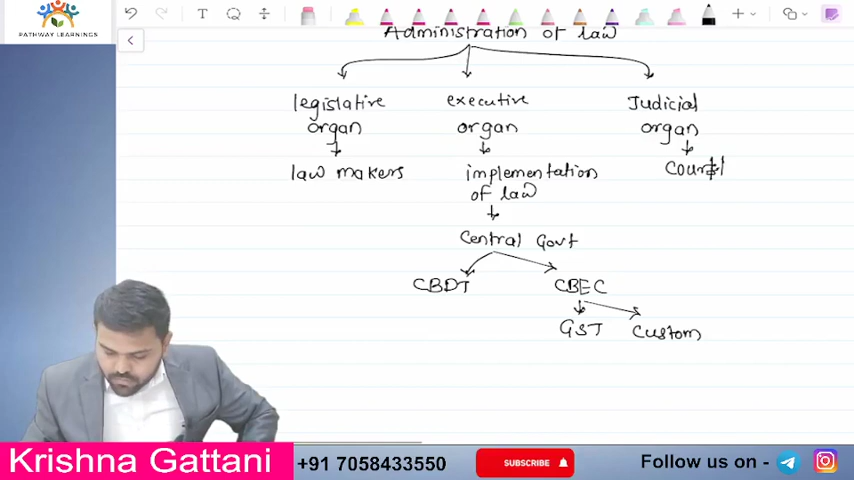 PATHWAY LEARNINGS
Administration of law
legislative organ
executive organ
Judicial organ
law makers
implementation of law
Court
Central Govt
CBDT
CBEC
GST
Custom
Krishna Gattani
+91 7058433550
SUBSCRIBE
Follow us on -